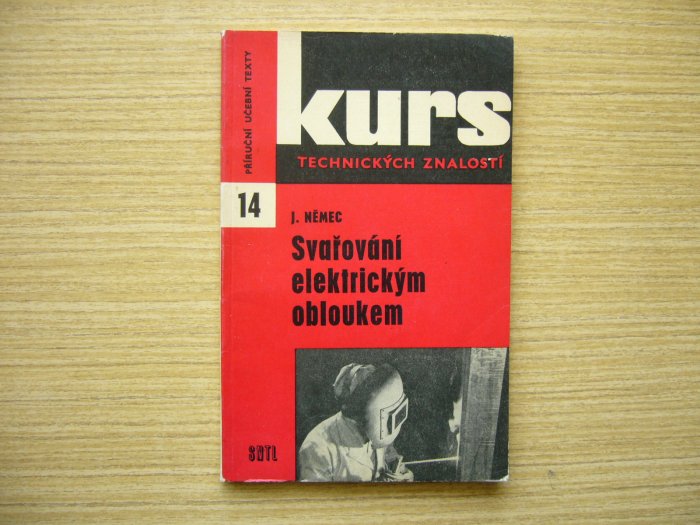 PŘÍRUČNÍ UČEBNÍ TEXTY
kurs
TECHNICKÝCH ZNALOSTÍ
14
J. NĚMEC
Svařování
elektrickým
obloukem
SNTL